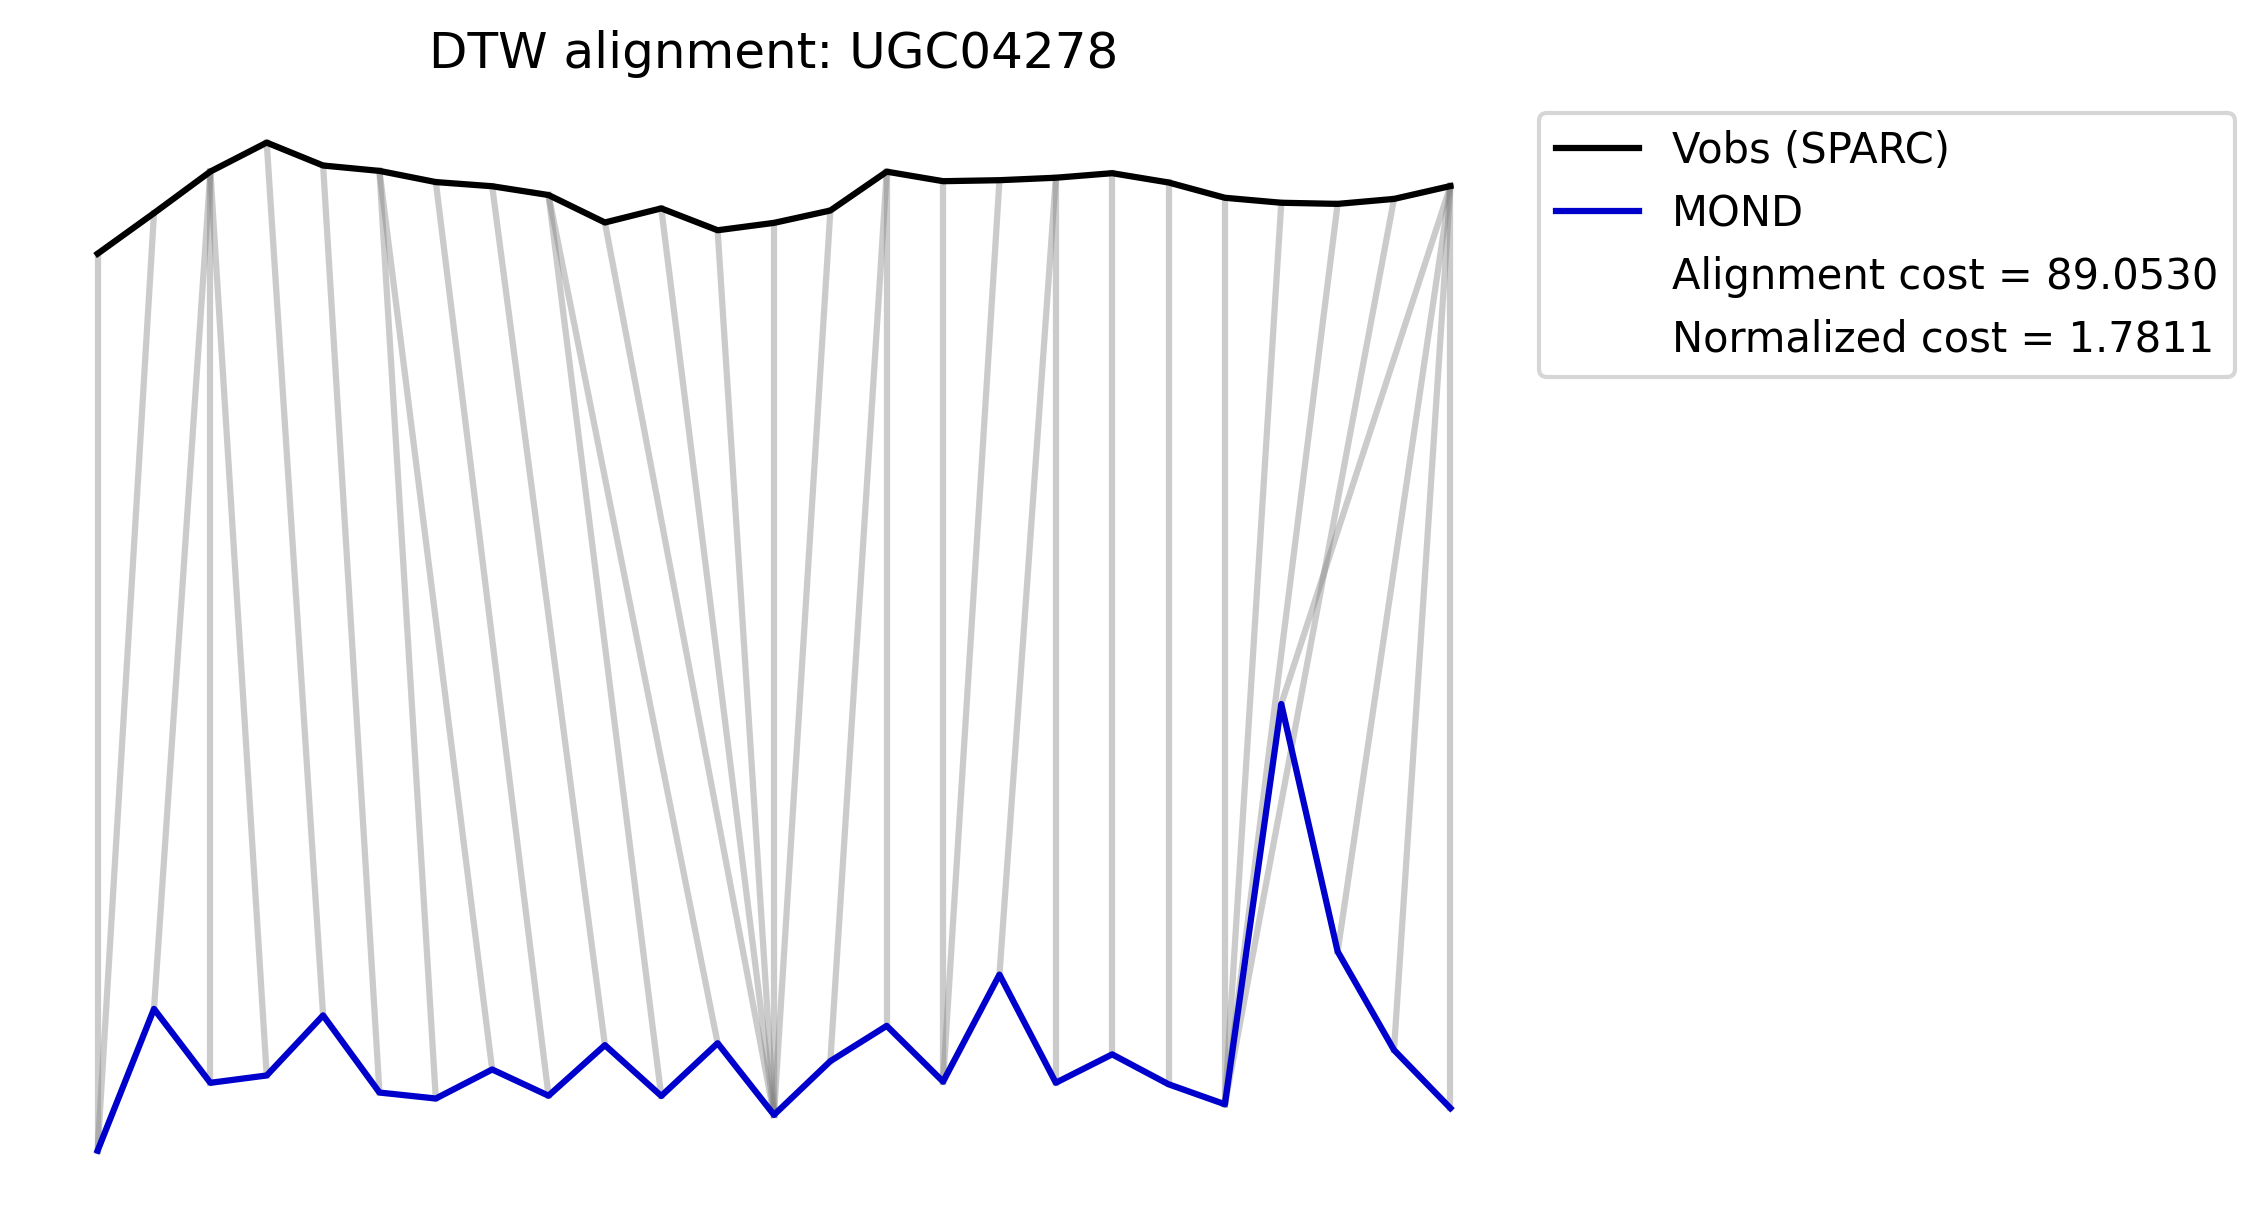 DTW alignment: UGC04278
Vobs (SPARC)
MOND
Alignment cost = 89.0530
Normalized cost = 1.7811